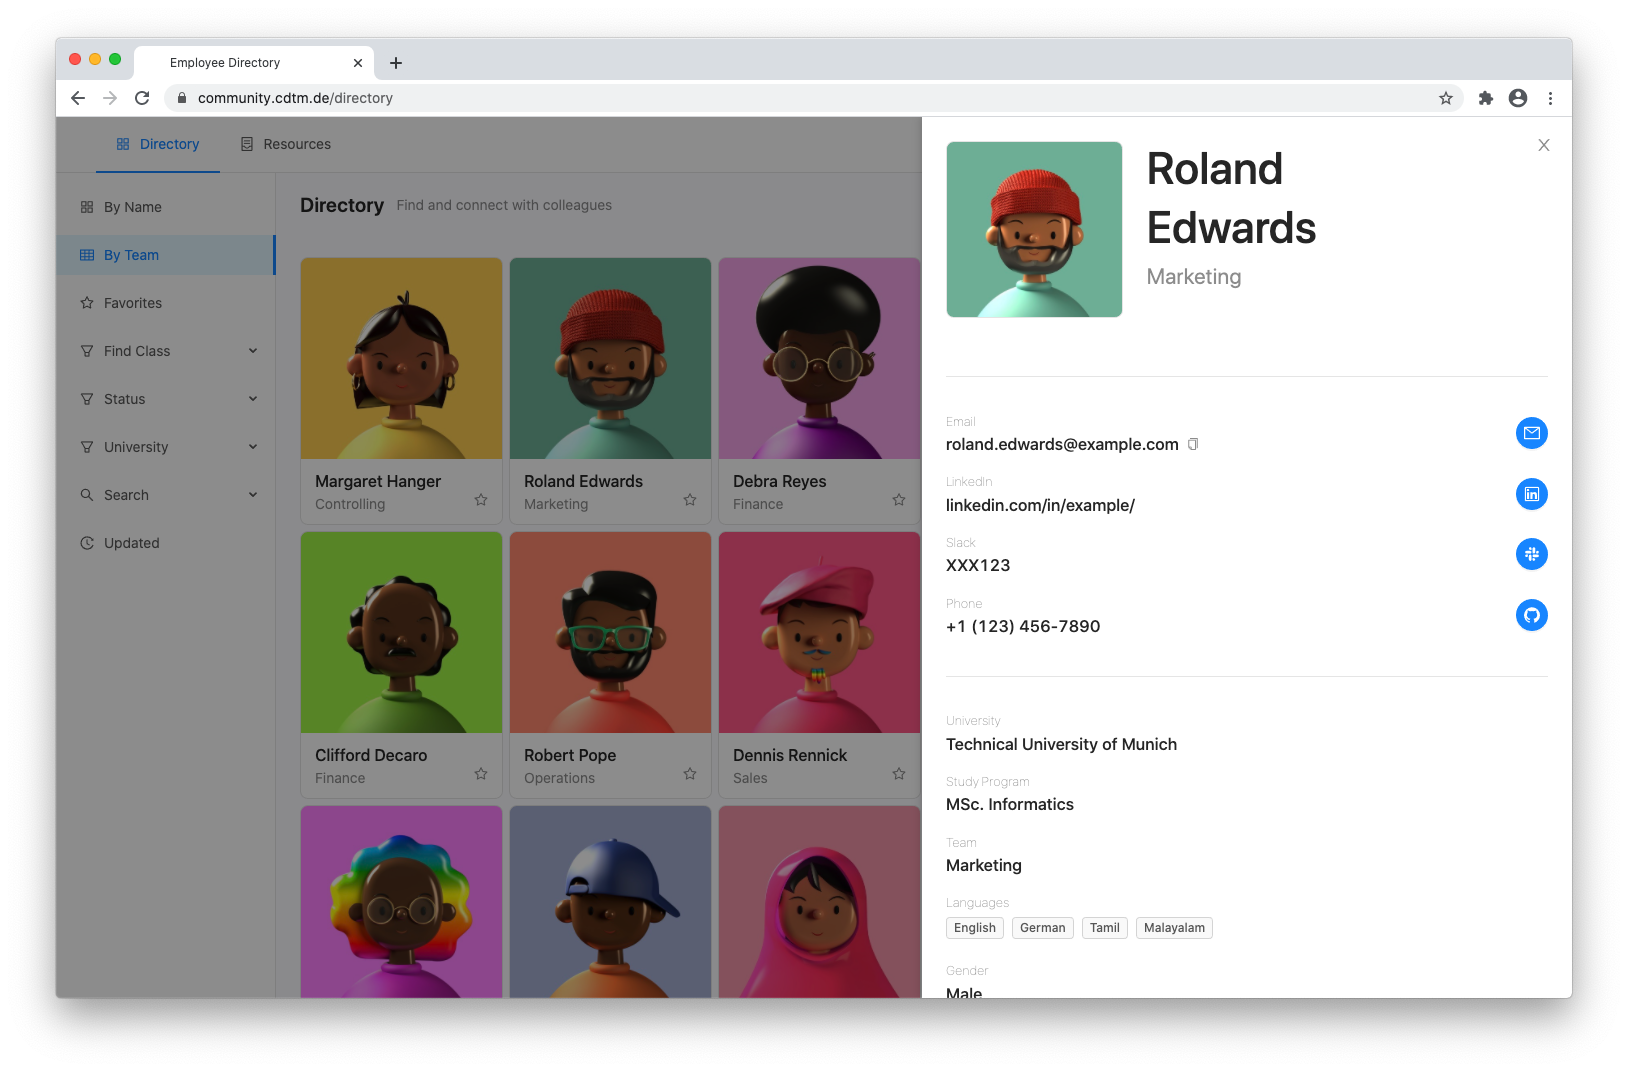 Employee Directory
community.cdtm.de/directory
Directory
Resources
By Name
By Team
Favorites
Find Class
Status
University
Search
Updated
Directory
Find and connect with colleagues
Margaret Hanger
Controlling
Roland Edwards
Marketing
Debra Reyes
Finance
Clifford Decaro
Finance
Robert Pope
Operations
Dennis Rennick
Sales
Roland
Edwards
Marketing
Email
roland.edwards@example.com
LinkedIn
linkedin.com/in/example/
Slack
XXX123
Phone
+1 (123) 456-7890
University
Technical University of Munich
Study Program
MSc. Informatics
Team
Marketing
Languages
English German Tamil Malayalam
Gender
Male